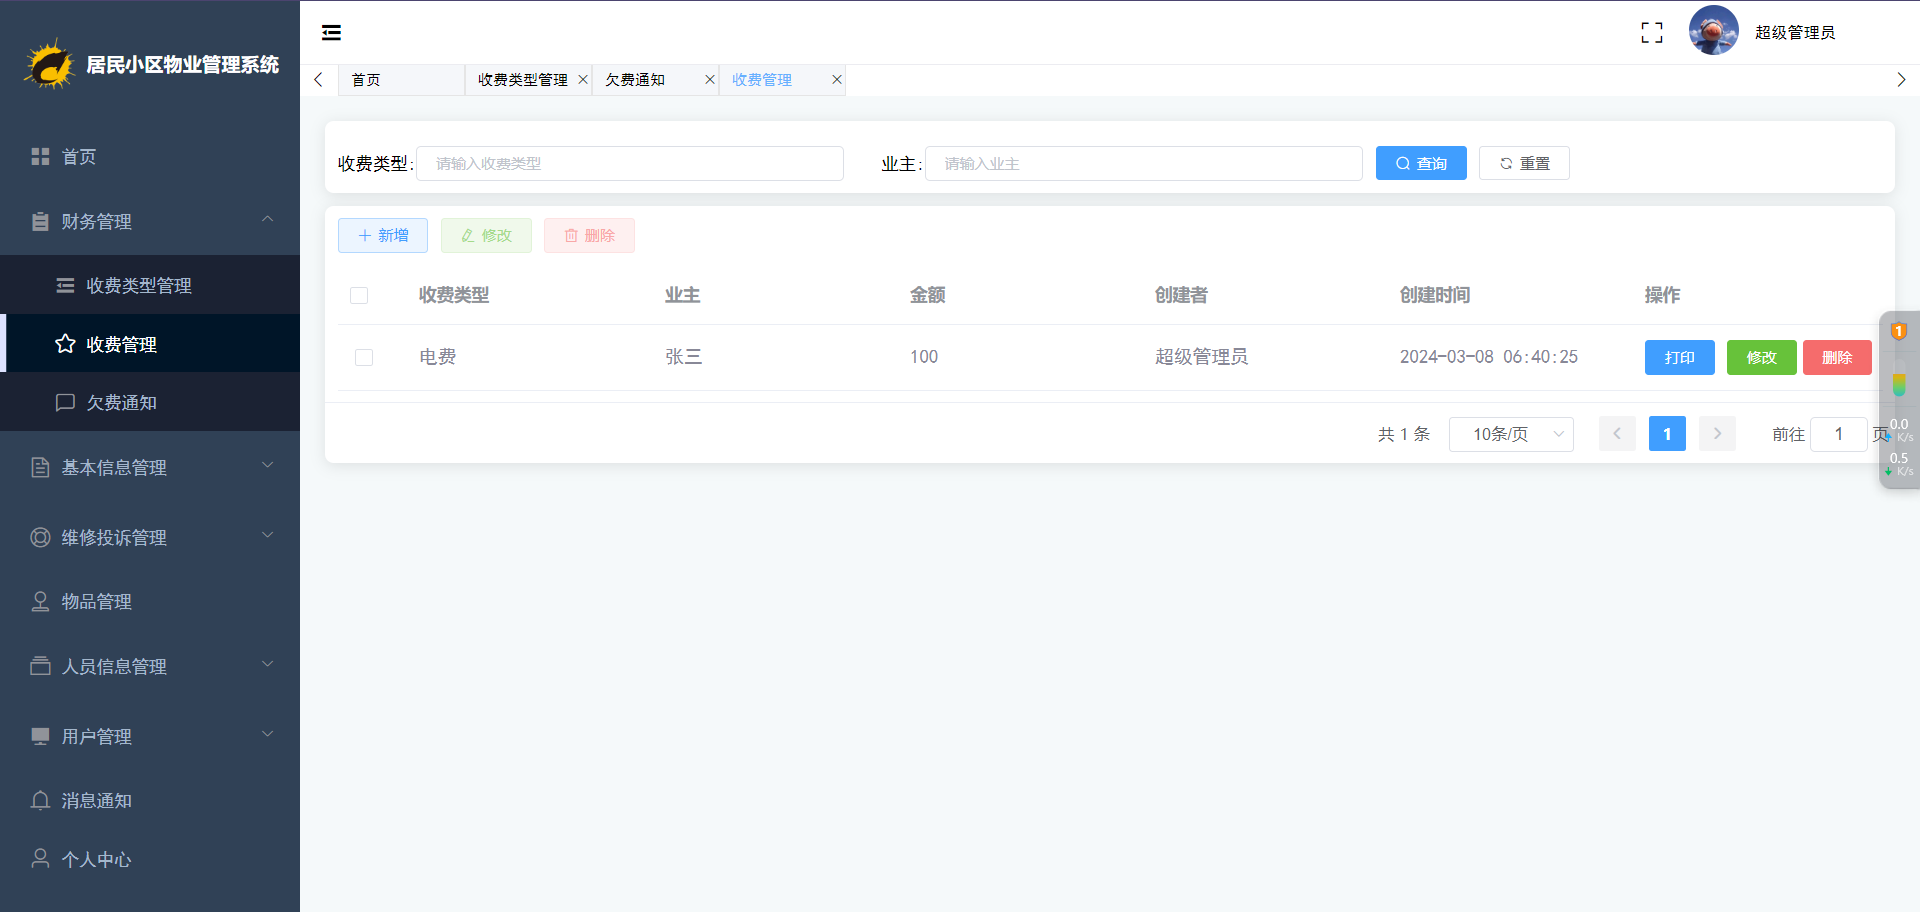 居民小区物业管理系统
首页
财务管理
收费类型管理
收费管理
欠费通知
基本信息管理
维修投诉管理
物品管理
人员信息管理
用户管理
消息通知
个人中心
超级管理员
首页 收费类型管理 欠费通知 收费管理
收费类型: 请输入收费类型 业主: 请输入业主 查询 重置
新增 修改 删除
收费类型 业主 金额 创建者 创建时间 操作
电费 张三 100 超级管理员 2024-03-08 06:40:25 打印 修改 删除
共 1 条 10条/页 1 前往 1 页
1
0.0
K/s
0.5
K/s